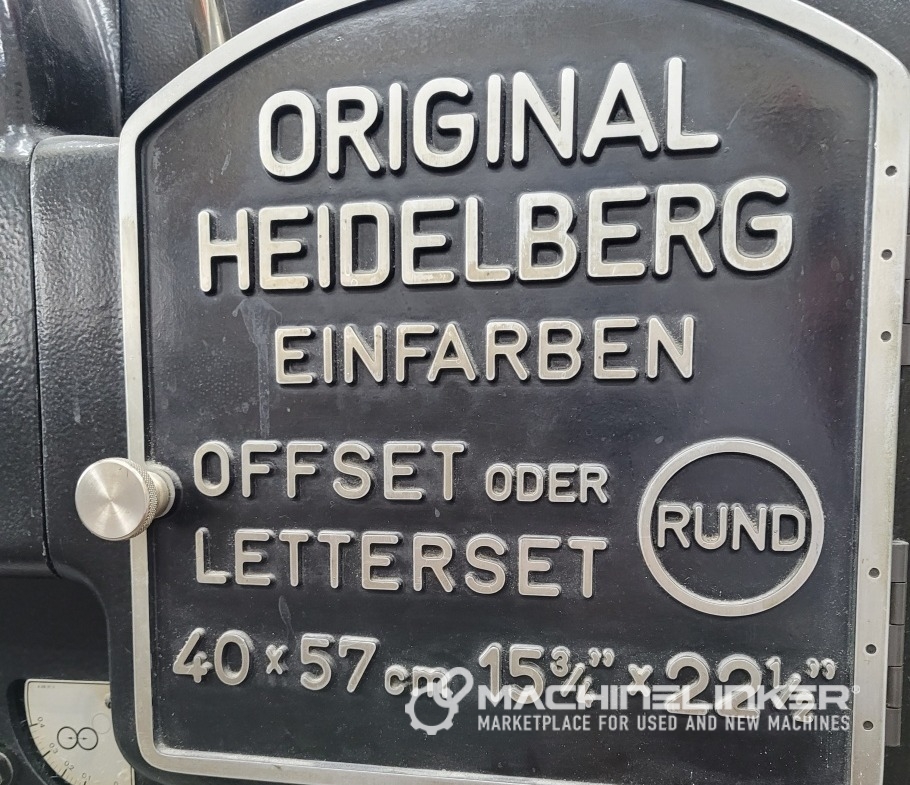 ORIGINAL
HEIDELBERG
EINFARBEN
OFFSET ODER
LETTERSET
RUND
40 x 57 cm 15¾" x 22½"
MACHINELINKER
MARKETPLACE FOR USED AND NEW MACHINES